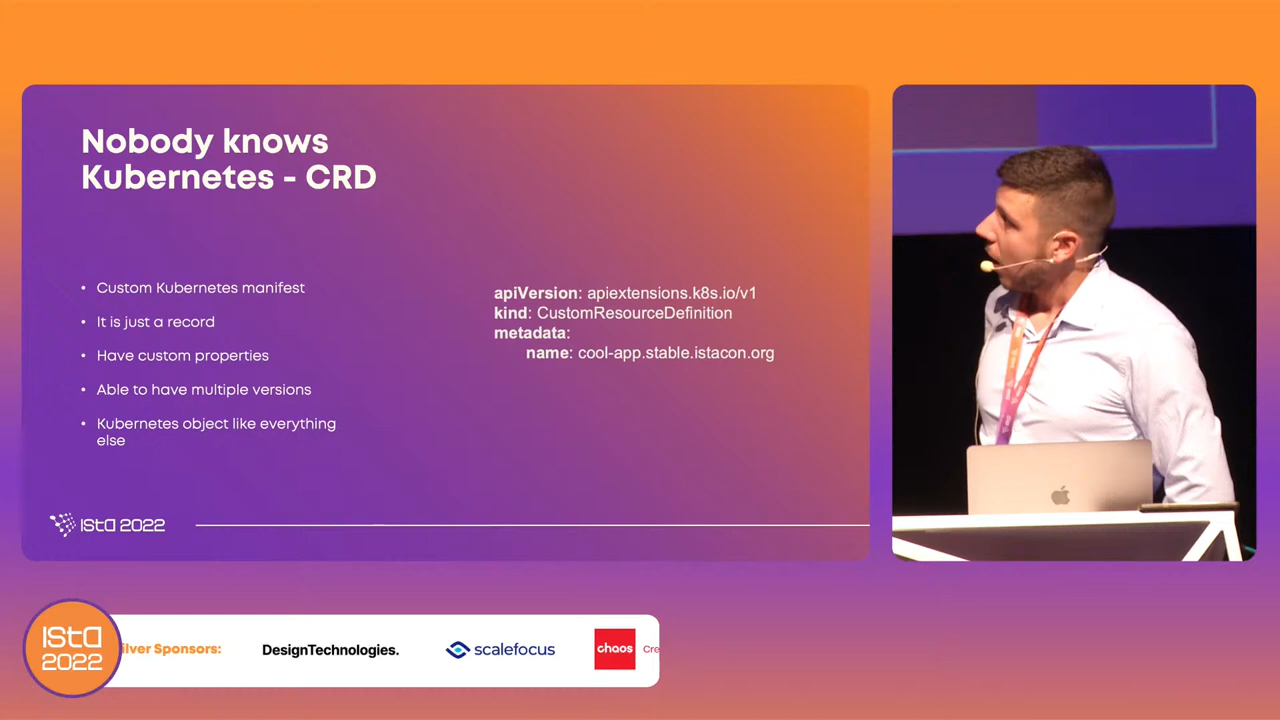 Nobody knows
Kubernetes - CRD
• Custom Kubernetes manifest
• It is just a record
• Have custom properties
• Able to have multiple versions
• Kubernetes object like everything
else
apiVersion: apiextensions.k8s.io/v1
kind: CustomResourceDefinition
metadata:
name: cool-app.stable.istacon.org
ISTA 2022
ISTA
2022
ilver Sponsors:
DesignTechnologies.
scalefocus
chaos
Cre